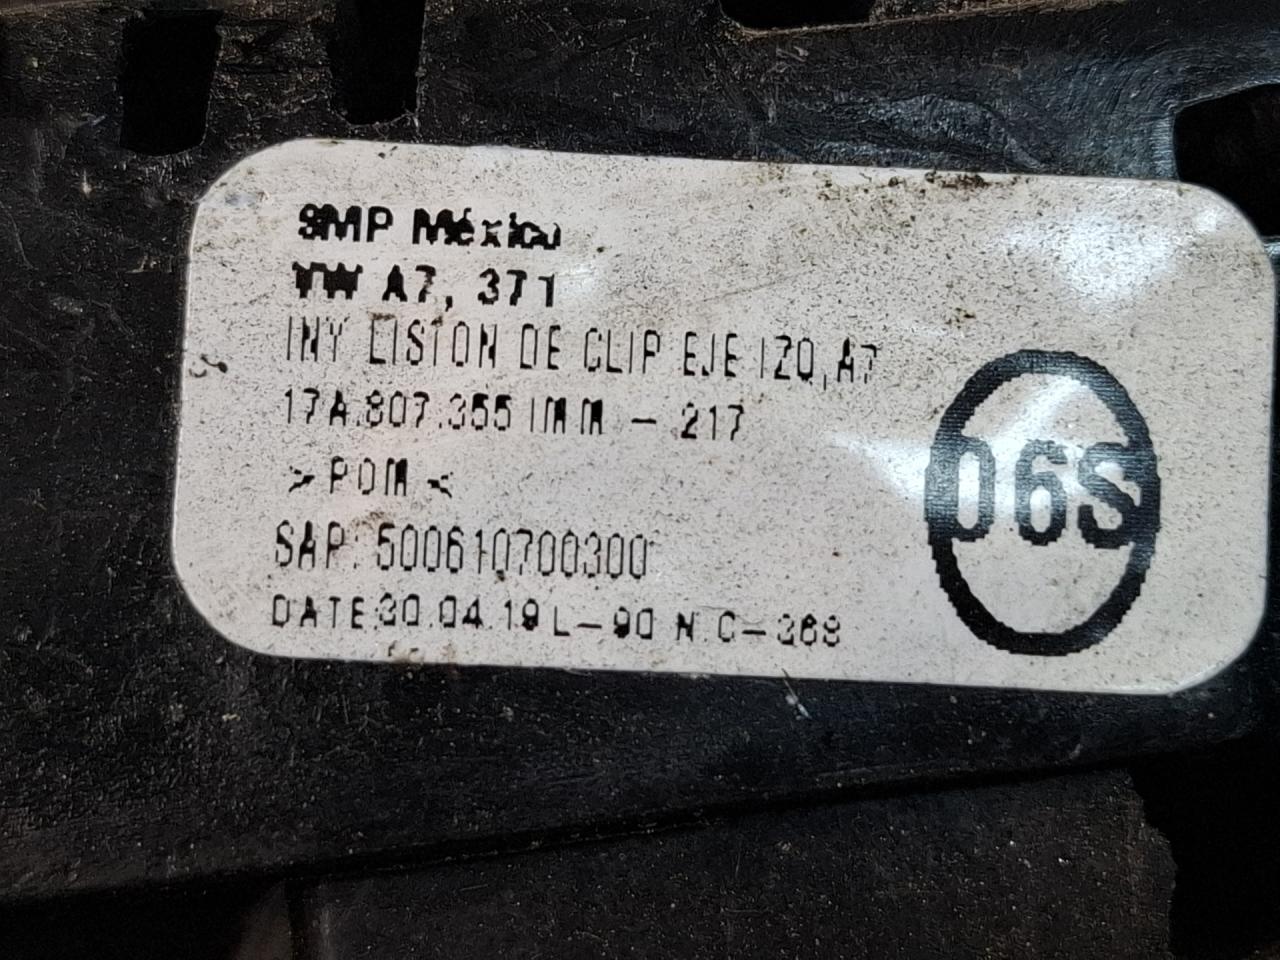 SMP México
VW A7, 371
INY LISTON DE CLIP EJE IZQ, A7
17A.807.355 IMM - 217
> POM <
SAP: 500610700300
DATE:30.04.19 L-90 N.C-368
06S